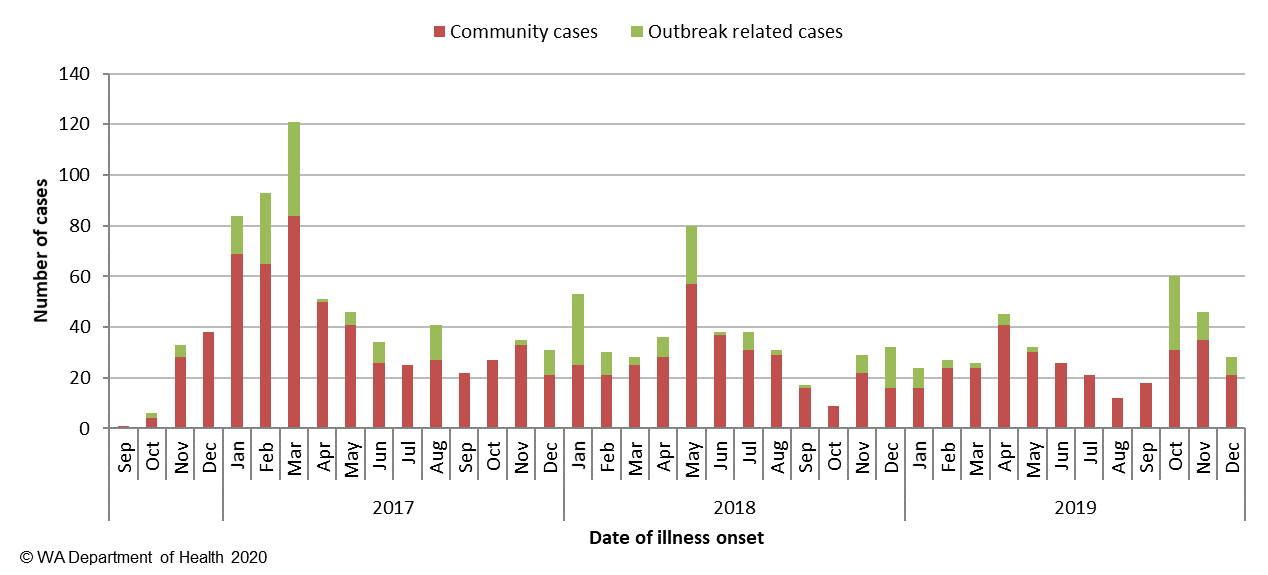 Community cases Outbreak related cases
140
120
100
80
60
40
20
0
Number of cases
Sep Oct Nov Dec Jan Feb Mar Apr May Jun Jul Aug Sep Oct Nov Dec Jan Feb Mar Apr May Jun Jul Aug Sep Oct Nov Dec Jan Feb Mar Apr May Jun Jul Aug Sep Oct Nov Dec
2017 2018 2019
Date of illness onset
© WA Department of Health 2020